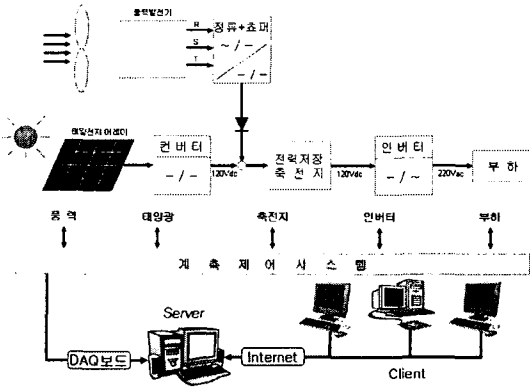 풍력발전기
R
S
T
정류+쵸퍼
~ / -
- / -
태양전지 어레이
컨 버 터
- / -
120Vdc
전력저장
축 전 지
120Vdc
인 버 터
- / ~
220Vac
부 하
풍 력
태양광
축전지
인버터
부하
계 측 제 어 시 스 템
Server
DAQ보드
Internet
Client